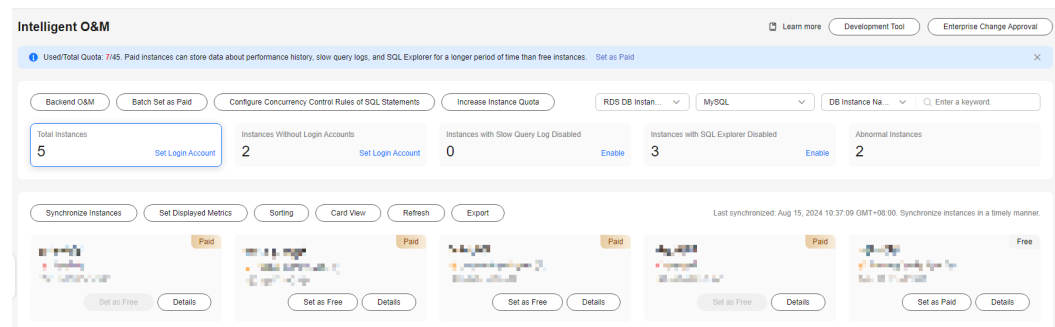 Intelligent O&M
Learn more
Development Tool
Enterprise Change Approval
Used/Total Quota: 7/45. Paid instances can store data about performance history, slow query logs, and SQL Explorer for a longer period of time than free instances. Set as Paid
Backend O&M
Batch Set as Paid
Configure Concurrency Control Rules of SQL Statements
Increase Instance Quota
RDS DB Instan...
MySQL
DB Instance Na...
Enter a keyword.
Total Instances
5
Set Login Account
Instances Without Login Accounts
2
Set Login Account
Instances with Slow Query Log Disabled
0
Enable
Instances with SQL Explorer Disabled
3
Enable
Abnormal Instances
2
Synchronize Instances
Set Displayed Metrics
Sorting
Card View
Refresh
Export
Last synchronized: Aug 15, 2024 10:37:09 GMT+08:00. Synchronize instances in a timely manner.
Paid
Set as Free
Details
Paid
Set as Free
Details
Paid
Set as Free
Details
Paid
Set as Free
Details
Free
Set as Paid
Details